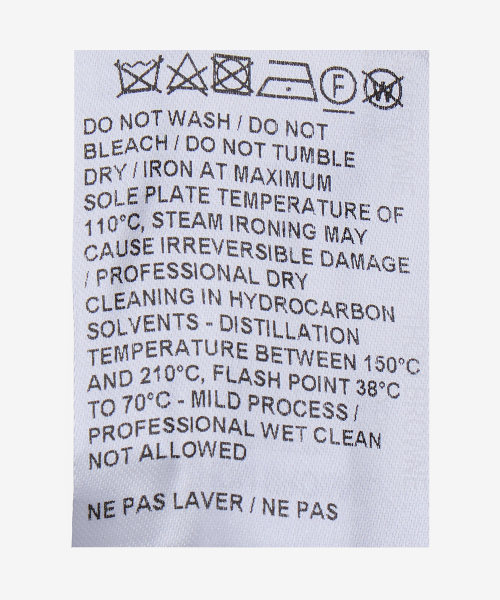 F W
DO NOT WASH / DO NOT
BLEACH / DO NOT TUMBLE
DRY / IRON AT MAXIMUM
SOLE PLATE TEMPERATURE OF
110°C, STEAM IRONING MAY
CAUSE IRREVERSIBLE DAMAGE
/ PROFESSIONAL DRY
CLEANING IN HYDROCARBON
SOLVENTS - DISTILLATION
TEMPERATURE BETWEEN 150°C
AND 210°C, FLASH POINT 38°C
TO 70°C - MILD PROCESS /
PROFESSIONAL WET CLEAN
NOT ALLOWED
NE PAS LAVER / NE PAS